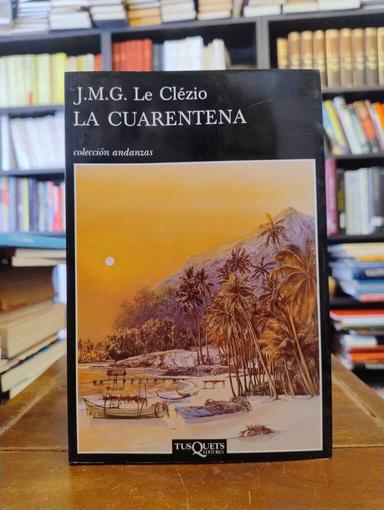 J.M.G. Le Clézio
LA CUARENTENA
colección andanzas
TUSQUETS
EDITORES